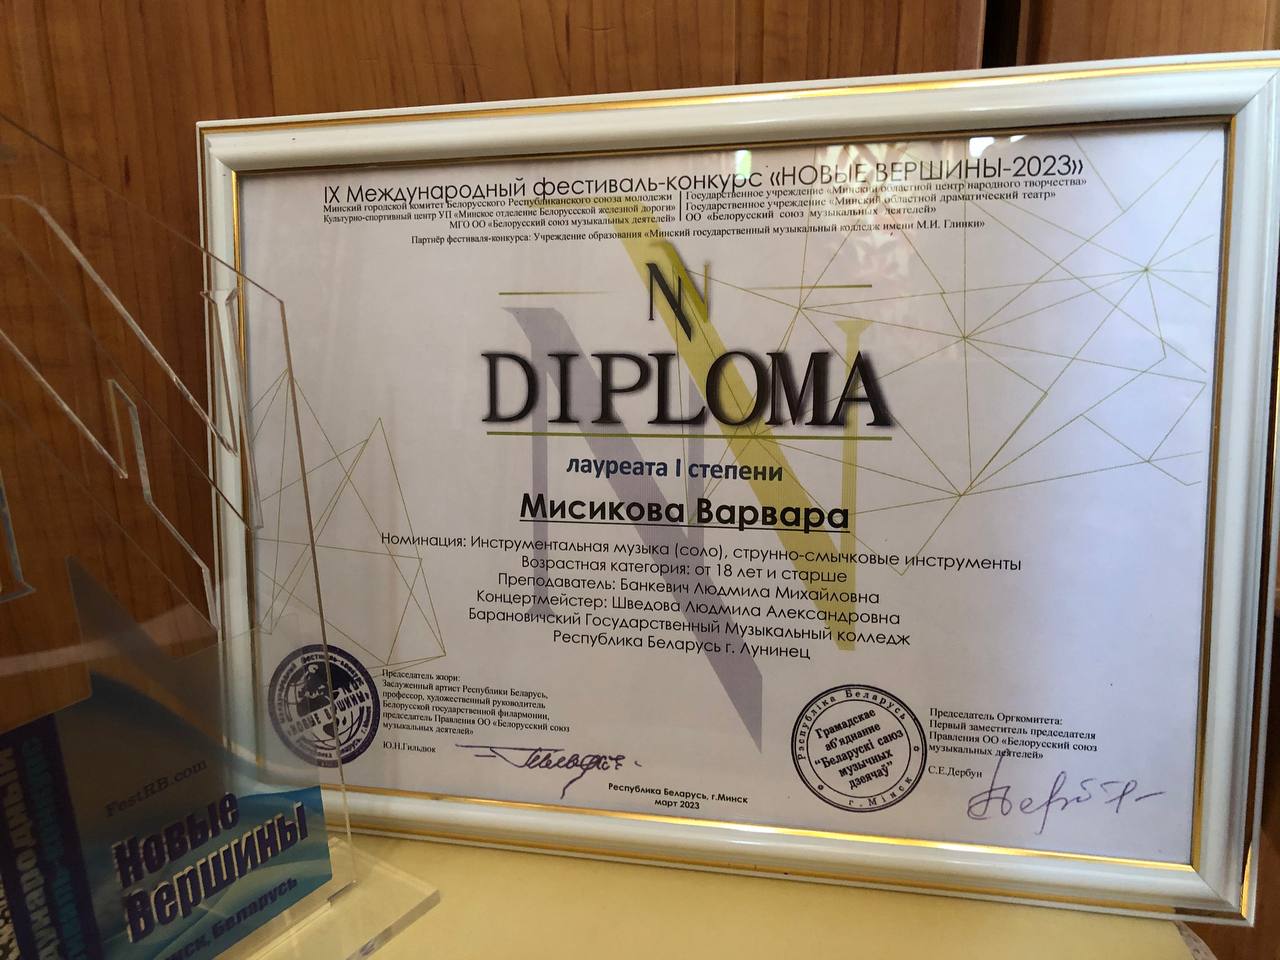 IX Международный фестиваль-конкурс «НОВЫЕ ВЕРШИНЫ-2023»
Минский городской комитет Белорусского Республиканского союза молодежи
Культурно-спортивный центр УП «Минское отделение Белорусской железной дороги»
МГО ОО «Белорусский союз музыкальных деятелей»
Государственное учреждение «Минский областной центр народного творчества»
Государственное учреждение «Минский областной драматический театр»
ОО «Белорусский союз музыкальных деятелей»
Партнёр фестиваля-конкурса: Учреждение образования «Минский государственный музыкальный колледж имени М.И. Глинки»
DIPLOMA
лауреата I степени
Мисикова Варвара
Номинация: Инструментальная музыка (соло), струнно-смычковые инструменты
Возрастная категория: от 18 лет и старше
Преподаватель: Банкевич Людмила Михайловна
Концертмейстер: Шведова Людмила Александровна
Барановичский Государственный Музыкальный колледж
Республика Беларусь г. Лунинец
Председатель жюри:
Заслуженный артист Республики Беларусь,
профессор, художественный руководитель
Белорусской государственной филармонии,
председатель Правления ОО «Белорусский союз
музыкальных деятелей»
Ю.Н.Гильдюк
Республика Беларусь, г.Минск
март 2023
Рэспубліка Беларусь
Грамадскае
аб'яднанне
"Беларускі саюз
музычных
дзеячаў"
г. Мінск
Председатель Оргкомитета:
Первый заместитель председателя
Правления ОО «Белорусский союз
музыкальных деятелей»
С.Е.Дербун
FestRB.com
Новые
Вершины
Беларусь